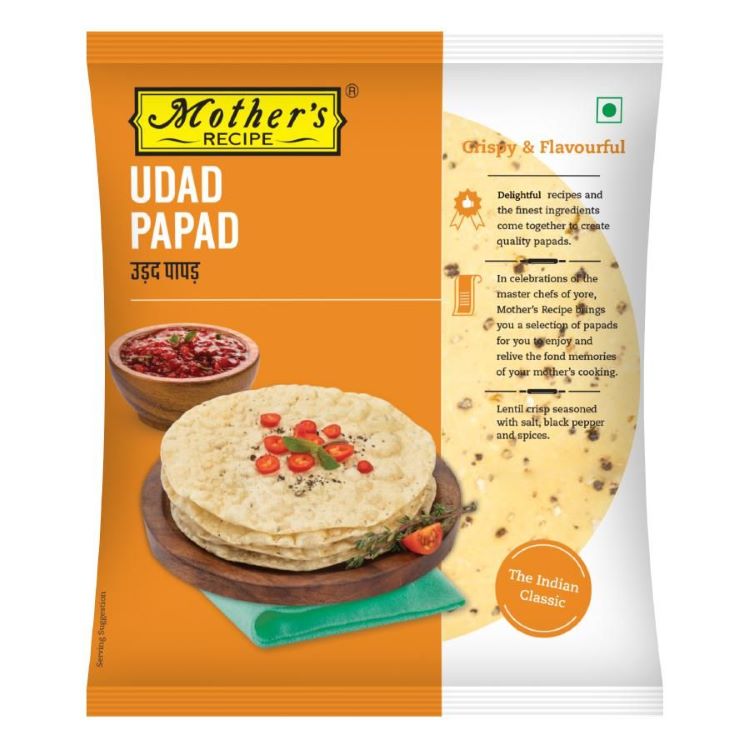 Mother's
RECIPE
®
UDAD
PAPAD
उड़द पापड़
Crispy & Flavourful
Delightful recipes and
the finest ingredients
come together to create
quality papads.
In celebrations of the
master chefs of yore,
Mother's Recipe brings
you a selection of papads
for you to enjoy and
relive the fond memories
of your mother's cooking.
Lentil crisp seasoned
with salt, black pepper
and spices.
The Indian
Classic
Serving Suggestion